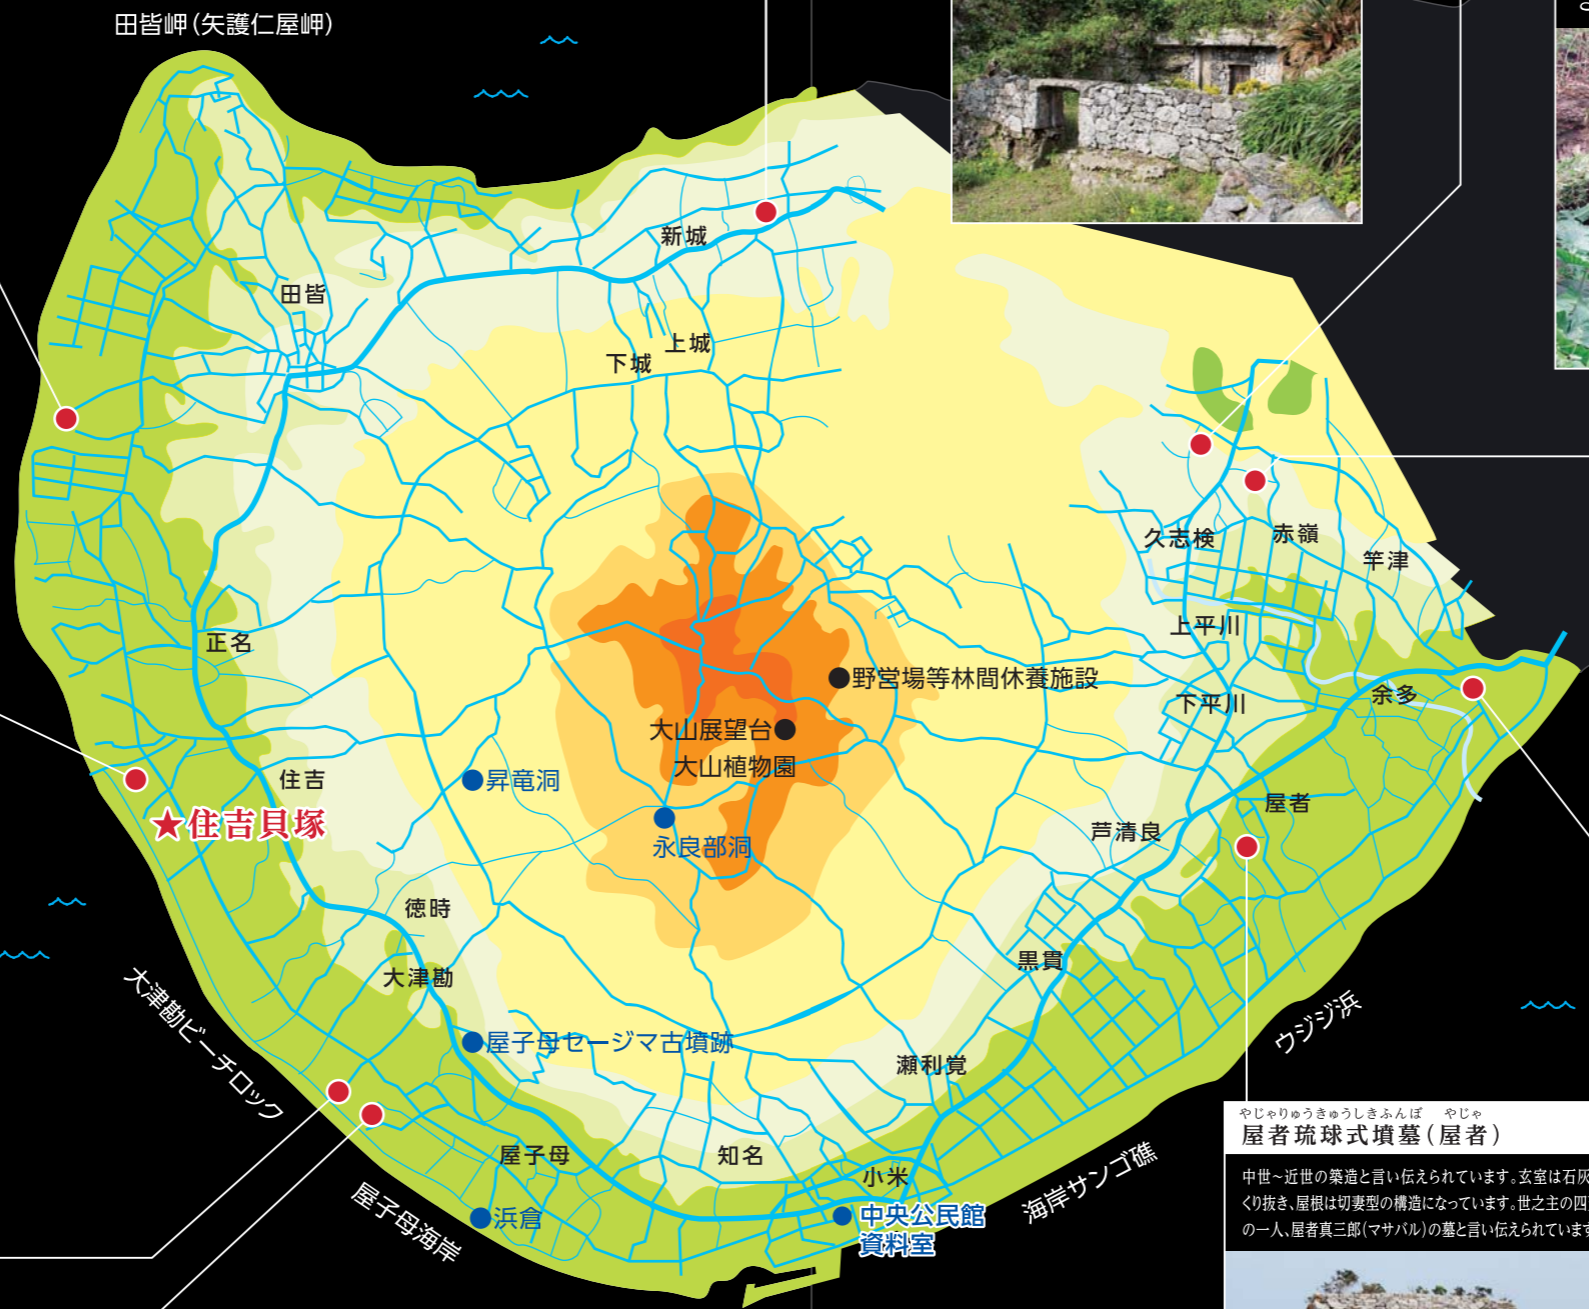 田皆岬(矢護仁屋岬)
新城
田皆
上城
下城
久志検
赤嶺
竿津
上平川
正名
野営場等林間休養施設
下平川
余多
大山展望台
大山植物園
住吉
昇竜洞
屋者
★住吉貝塚
芦清良
永良部洞
徳時
黒貫
大津勘
大津勘ビーチロック
ウジジ浜
屋子母セージマ古墳跡
瀬利覚
屋子母
知名
小米
海岸サンゴ礁
屋子母海岸
浜倉
中央公民館
資料室
やじゃりゅうきゅうしきふんぼ やじゃ
屋者琉球式墳墓(屋者)
中世~近世の築造と言い伝えられています。玄室は石灰
くり抜き、屋根は切妻型の構造になっています。世之主の四
の一人、屋者真三郎(マサバル)の墓と言い伝えられています